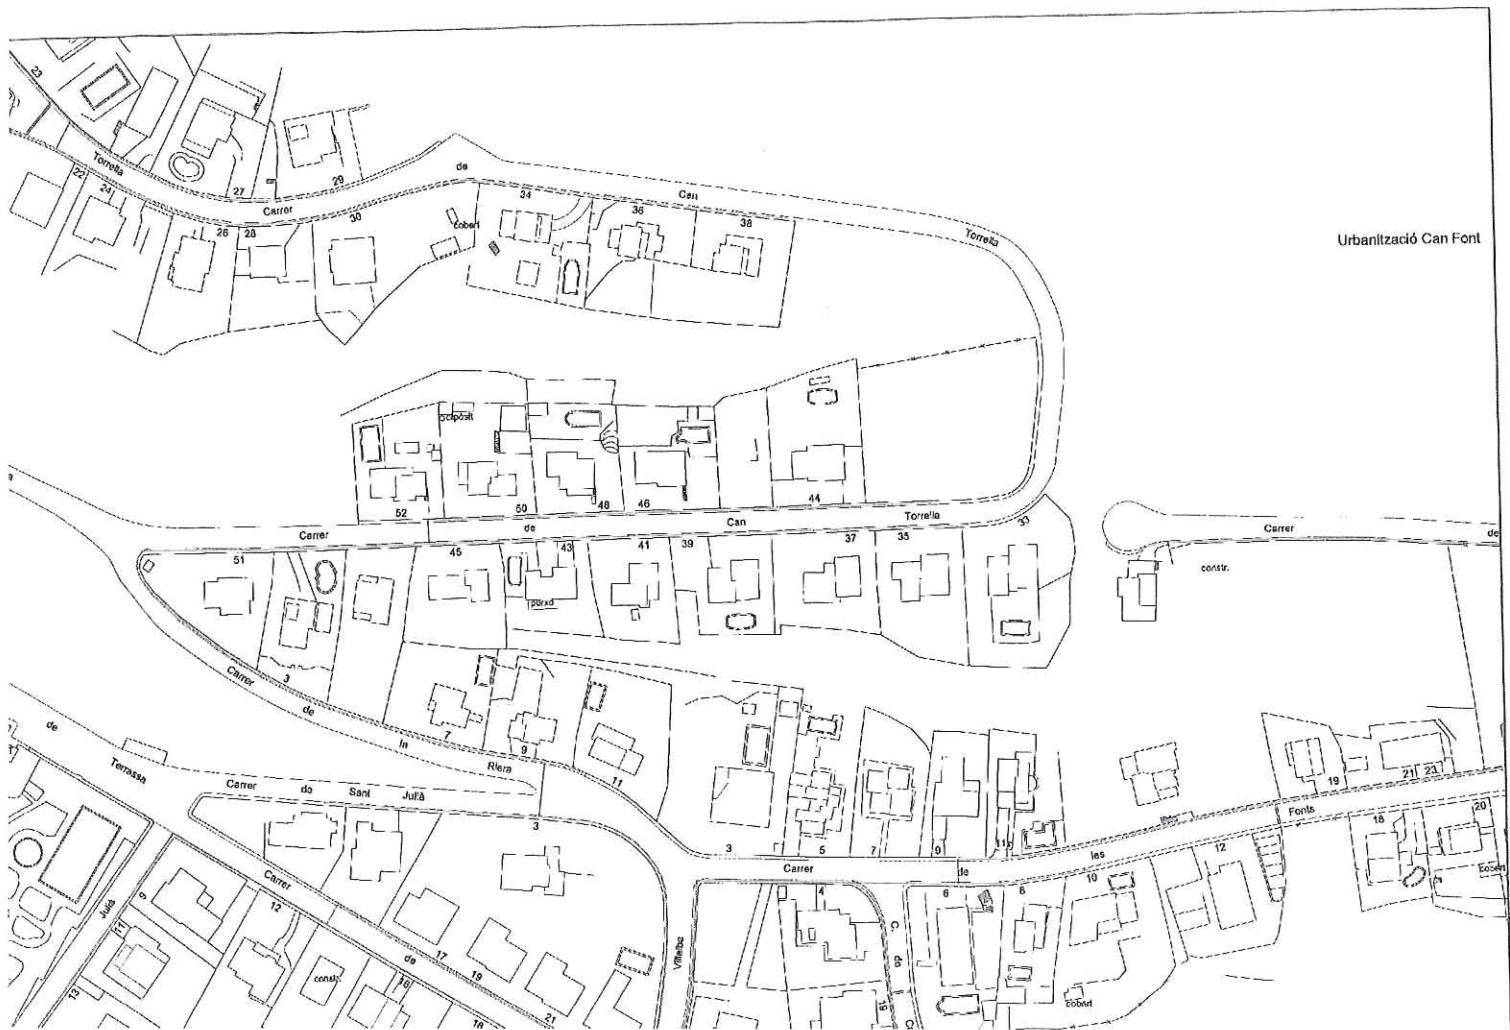 23
Torrella
22
24
27
29
Carrer
26
28
30
de
cobert
34
36
Can
38
Torrella
Urbanització Can Font
dipòsit
52
50
48
46
44
Carrer
de
Can
Torrella
33
51
45
43
41
39
37
35
porxo
Carrer
de
constr.
3
Carrer
de
la
Riera
7
9
11
de
Terrassa
Carrer
de
Sant
Julià
3
3
5
7
9
11
Carrer
de
les
Fonts
19
21
23
18
20
cobert
4
6
8
10
12
C.
de
19
cobert
Villalba
Carrer
de
12
17
19
21
16
18
constr.
Julià
9
11
13